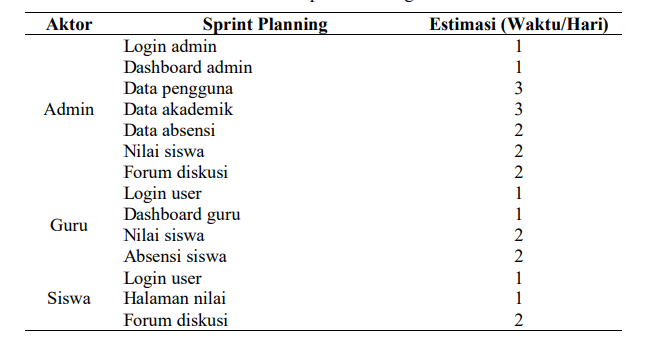 Aktor Sprint Planning Estimasi (Waktu/Hari)
Login admin 1
Dashboard admin 1
Data pengguna 3
Admin Data akademik 3
Data absensi 2
Nilai siswa 2
Forum diskusi 2
Login user 1
Guru Dashboard guru 1
Nilai siswa 2
Absensi siswa 2
Login user 1
Siswa Halaman nilai 1
Forum diskusi 2